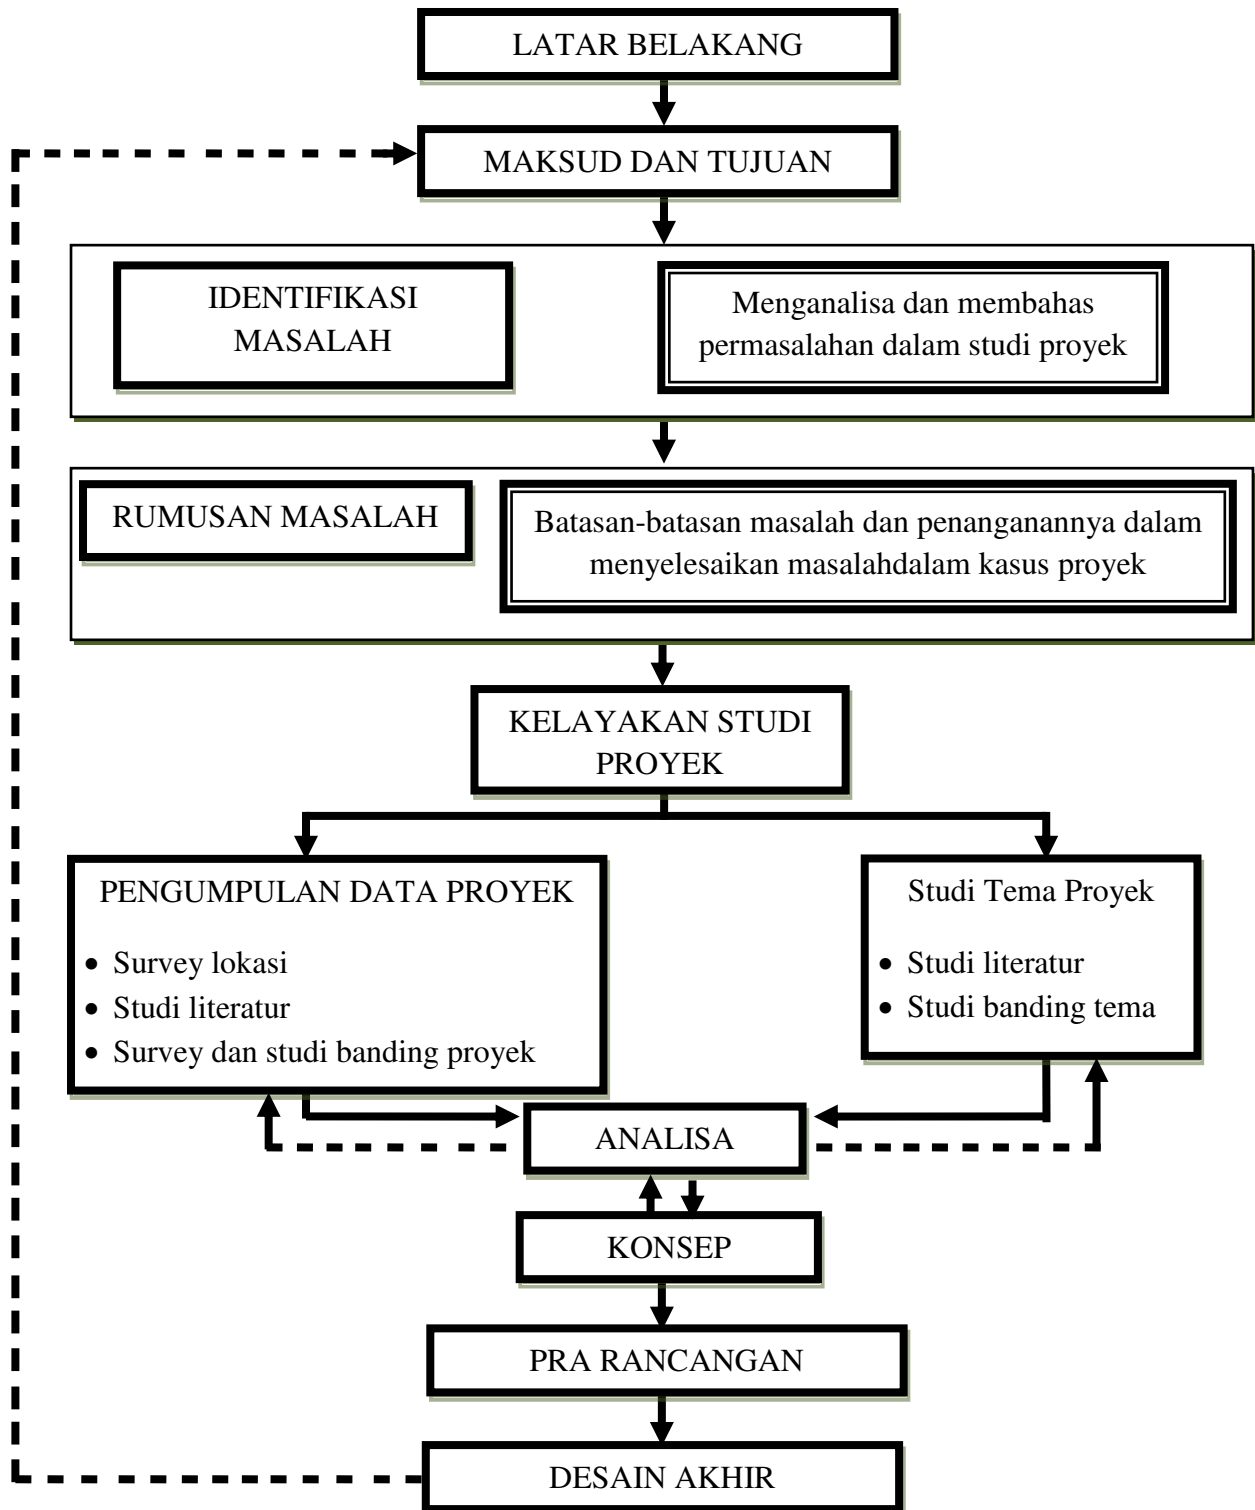 LATAR BELAKANG
MAKSUD DAN TUJUAN
IDENTIFIKASI
MASALAH
Menganalisa dan membahas
permasalahan dalam studi proyek
RUMUSAN MASALAH
Batasan-batasan masalah dan penanganannya dalam
menyelesaikan masalahdalam kasus proyek
KELAYAKAN STUDI
PROYEK
PENGUMPULAN DATA PROYEK
• Survey lokasi
• Studi literatur
• Survey dan studi banding proyek
Studi Tema Proyek
• Studi literatur
• Studi banding tema
ANALISA
KONSEP
PRA RANCANGAN
DESAIN AKHIR